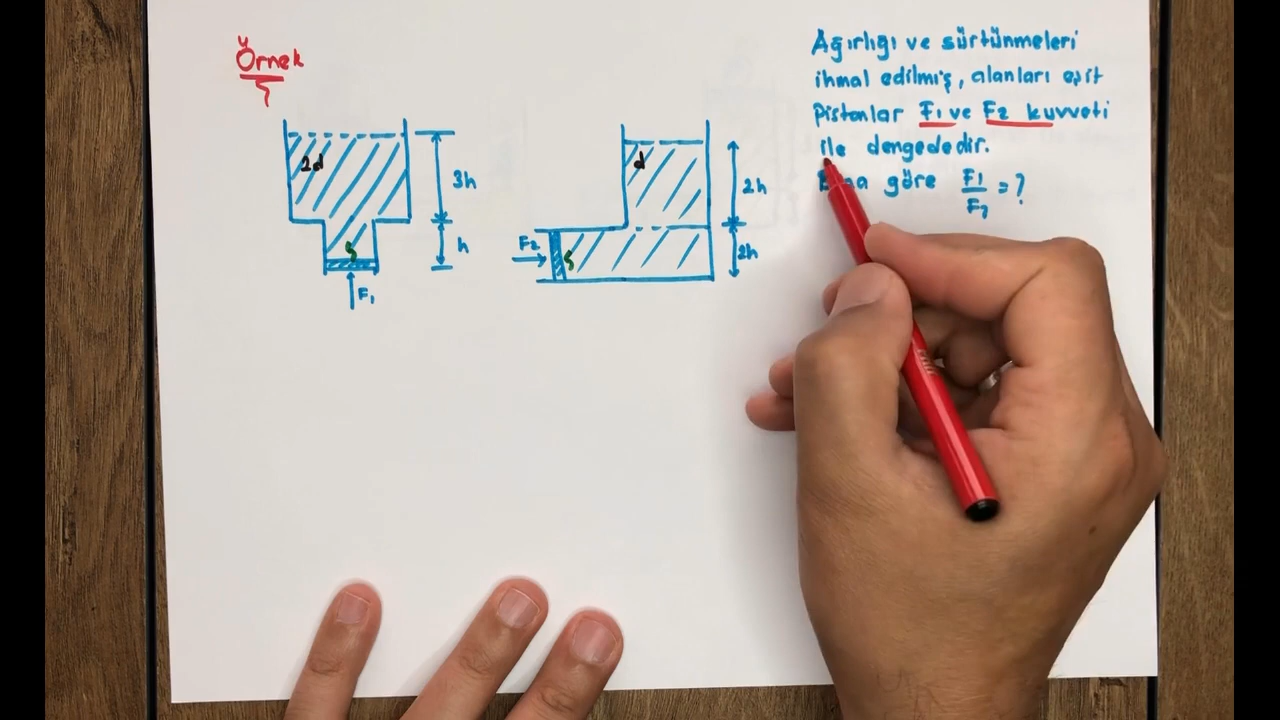 Örnek
Ağırlığı ve sürtünmeleri
ihmal edilmiş, alanları eşit
Pistonlar F₁ ve F₂ kuvveti
ile dengededir.
göre F₁/F₂ = ?
2d
3h
h
S
F₁
d
2h
2h
F₂
S